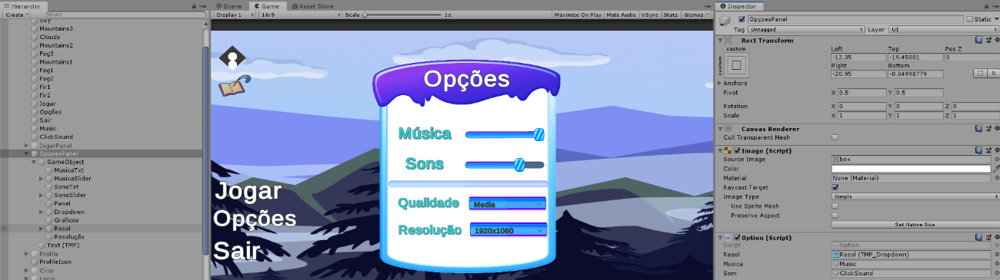 Hierarchy
Create
All
Sky
Mountains3
Clouds
Mountains2
Fog3
Mountains1
Fog1
Fog2
Fir1
Fir2
Jogar
Opções
Sair
Music
ClickSound
JogarPanel
OpçoesPanel
GameObject
MusicaTxt
MusicaSlider
SonsTxt
SonsSlider
Panel
Dropdown
Gráficos
Resol
Resolução
Text (TMP)
Profile
ProfileIcon
Criar
Login
Scene Game Asset Store
Display 1 16:9 Scale 1x Maximize On Play Mute Audio VSync Stats Gizmos
Opções
Música
Sons
Qualidade Media
Resolução 1920x1080
Jogar
Opções
Sair
Inspector
OpçoesPanel Static
Tag Untagged Layer UI
Rect Transform
custom Left Top Pos Z
custom -12.35 -19.45001 0
Right Bottom
-20.95 -0.04998779 R
Anchors
Pivot X 0.5 Y 0.5
Rotation X 0 Y 0 Z 0
Scale X 1 Y 1 Z 1
Canvas Renderer
Cull Transparent Mesh
Image (Script)
Source Image box
Color
Material None (Material)
Raycast Target
Image Type Simple
Use Sprite Mesh
Preserve Aspect
Set Native Size
Option (Script)
Script Option
Resol Resol (TMP_Dropdown)
Musica Music
Som ClickSound